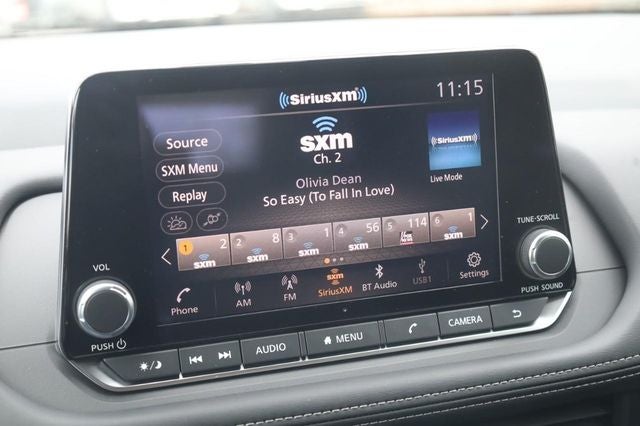 SiriusXM
11:15
Source
SXM Menu
Replay
sxm
Ch. 2
Olivia Dean
So Easy (To Fall In Love)
SiriusXM
Live Mode
1 2 sxm
2 8 sxm
3 1 sxm
4 56 sxm
5 114
6 1 sxm
Phone
AM
FM
sxm
SiriusXM
BT Audio
USB1
Settings
VOL
PUSH
TUNE·SCROLL
PUSH SOUND
AUDIO
MENU
CAMERA